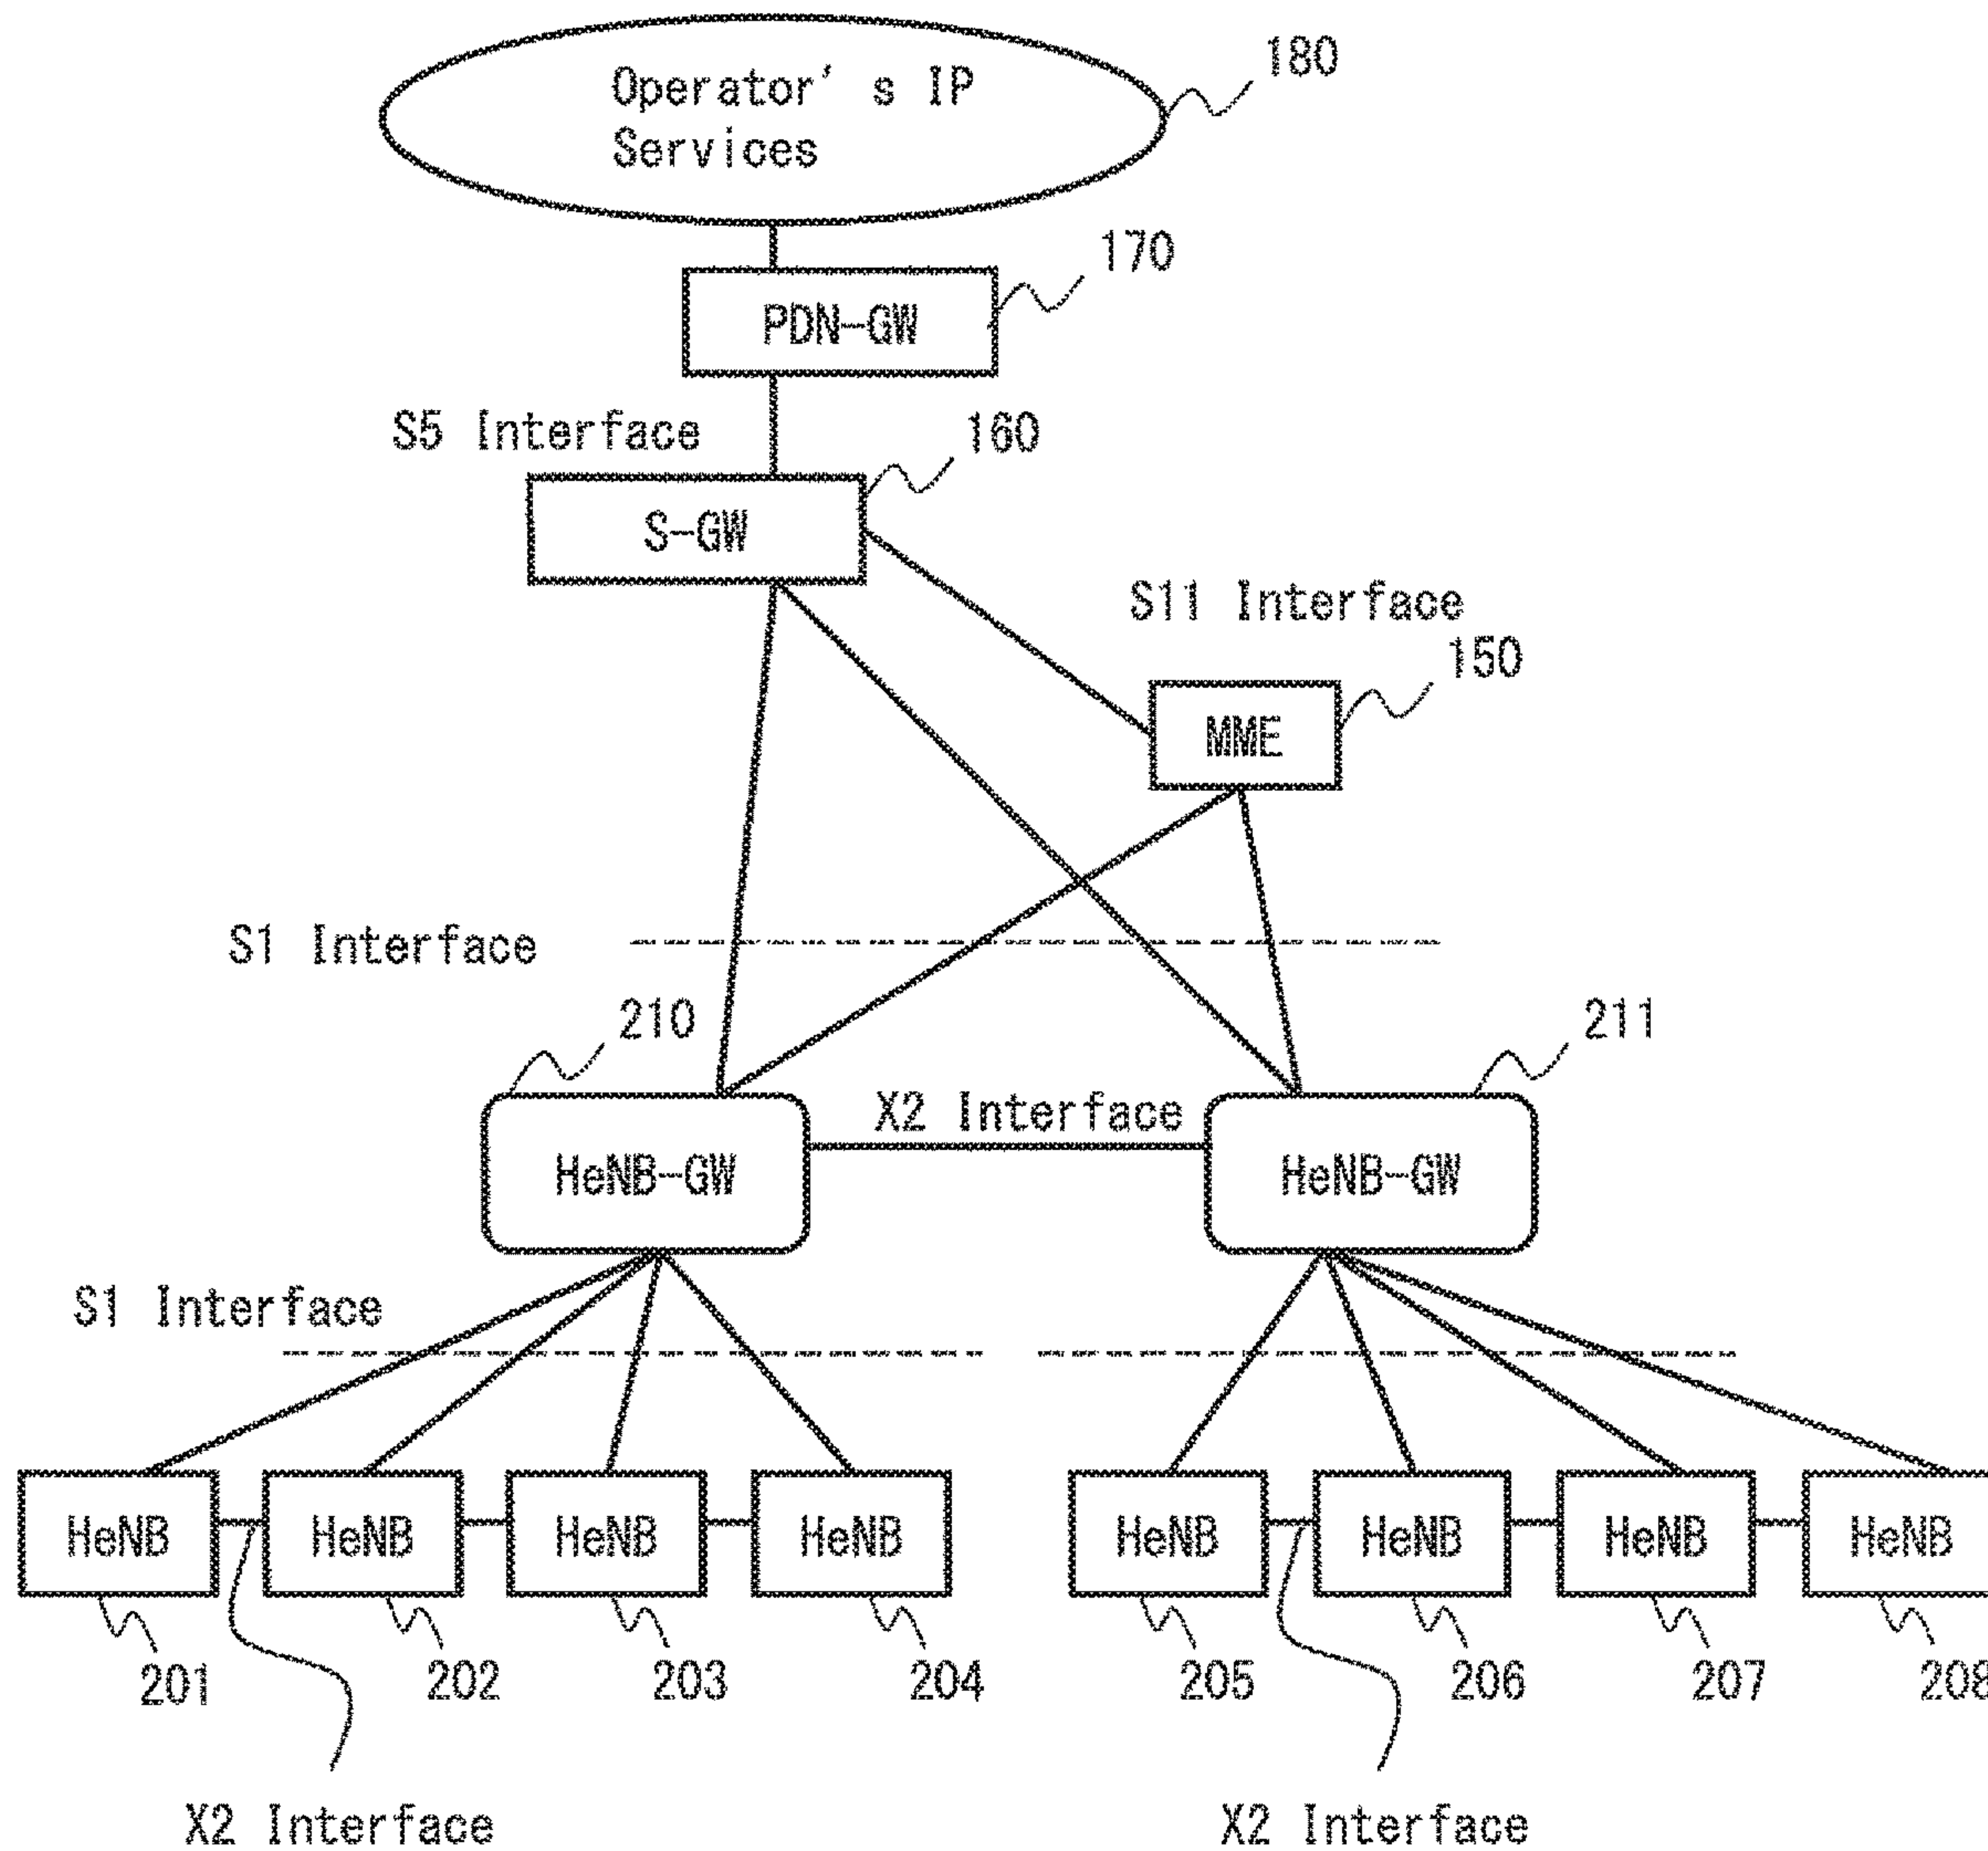 Operator's IP
Services
180
170
PDN-GW
S5 Interface
160
S-GW
S11 Interface
150
MME
S1 Interface
210
211
X2 Interface
HeNB-GW
HeNB-GW
S1 Interface
HeNB
HeNB
HeNB
HeNB
HeNB
HeNB
HeNB
HeNB
201
202
203
204
205
206
207
208
X2 Interface
X2 Interface